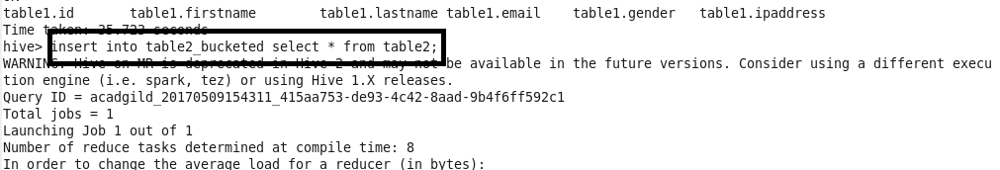 table1.id table1.firstname table1.lastname table1.email table1.gender table1.ipaddress
Time taken: 35.723 seconds
hive> insert into table2_bucketed select * from table2;
WARNING: Hive-on-MR is deprecated in Hive 2 and may not be available in the future versions. Consider using a different execu
tion engine (i.e. spark, tez) or using Hive 1.X releases.
Query ID = acadgild_20170509154311_415aa753-de93-4c42-8aad-9b4f6ff592c1
Total jobs = 1
Launching Job 1 out of 1
Number of reduce tasks determined at compile time: 8
In order to change the average load for a reducer (in bytes):